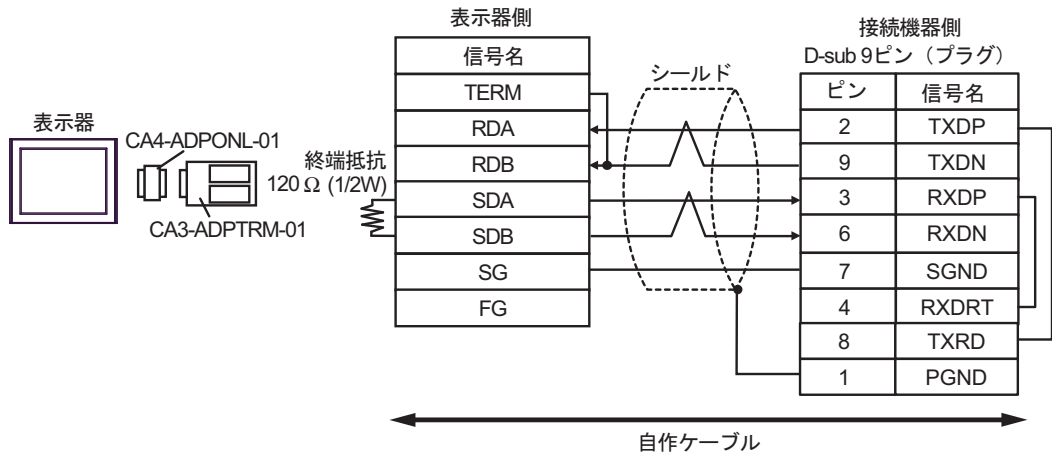 表示器側
接続機器側
D-sub 9ピン（プラグ）
信号名
シールド
ピン 信号名
TERM
RDA 2 TXDP
表示器
CA4-ADPONL-01
終端抵抗
120Ω (1/2W)
RDB 9 TXDN
SDA 3 RXDP
CA3-ADPTRM-01
SDB 6 RXDN
SG 7 SGND
FG 4 RXDRT
8 TXRD
1 PGND
自作ケーブル